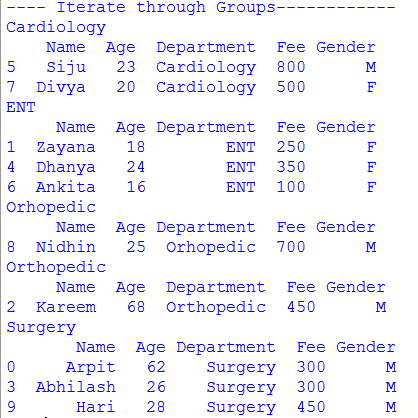 ---- Iterate through Groups------------
Cardiology
    Name  Age  Department  Fee Gender
5   Siju   23  Cardiology  800      M
7  Divya   20  Cardiology  500      F
ENT
     Name  Age Department  Fee Gender
1  Zayana   18        ENT  250      F
4  Dhanya   24        ENT  350      F
6  Ankita   16        ENT  100      F
Orhopedic
     Name  Age Department  Fee Gender
8  Nidhin   25  Orhopedic  700      M
Orthopedic
     Name  Age  Department  Fee Gender
2  Kareem   68  Orthopedic  450      M
Surgery
       Name  Age Department  Fee Gender
0     Arpit   62    Surgery  300      M
3  Abhilash   26    Surgery  300      M
9      Hari   28    Surgery  450      M